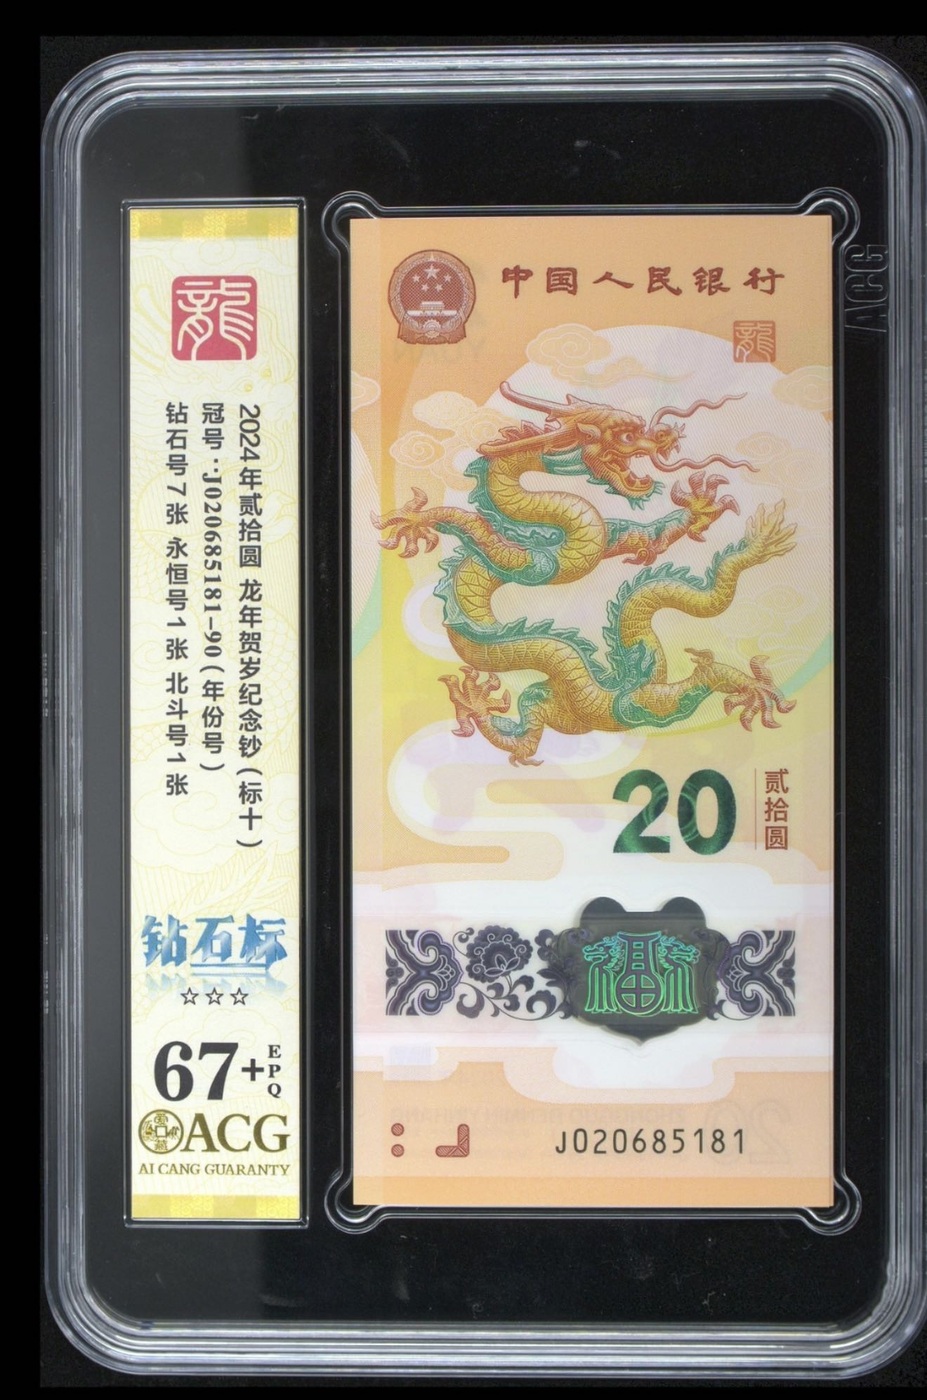 龍
2024年贰拾圆 龙年贺岁纪念钞(标十)
冠号:J020685181-90(年份号)
钻石号7张 永恒号1张 北斗号1张
钻石标
☆☆☆
67+EPQ
ACG
AI CANG GUARANTY
中国人民银行
龍
20
贰拾圆
福
J020685181
ACG